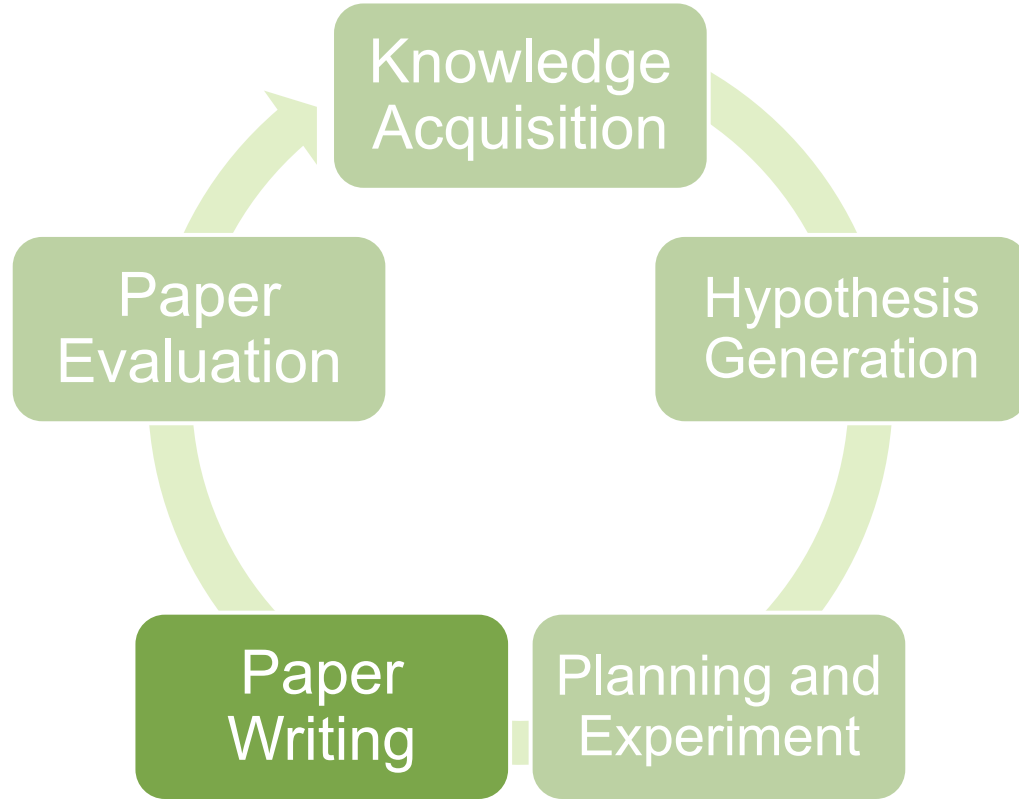 Knowledge
Acquisition
Hypothesis
Generation
Planning and
Experiment
Paper
Writing
Paper
Evaluation